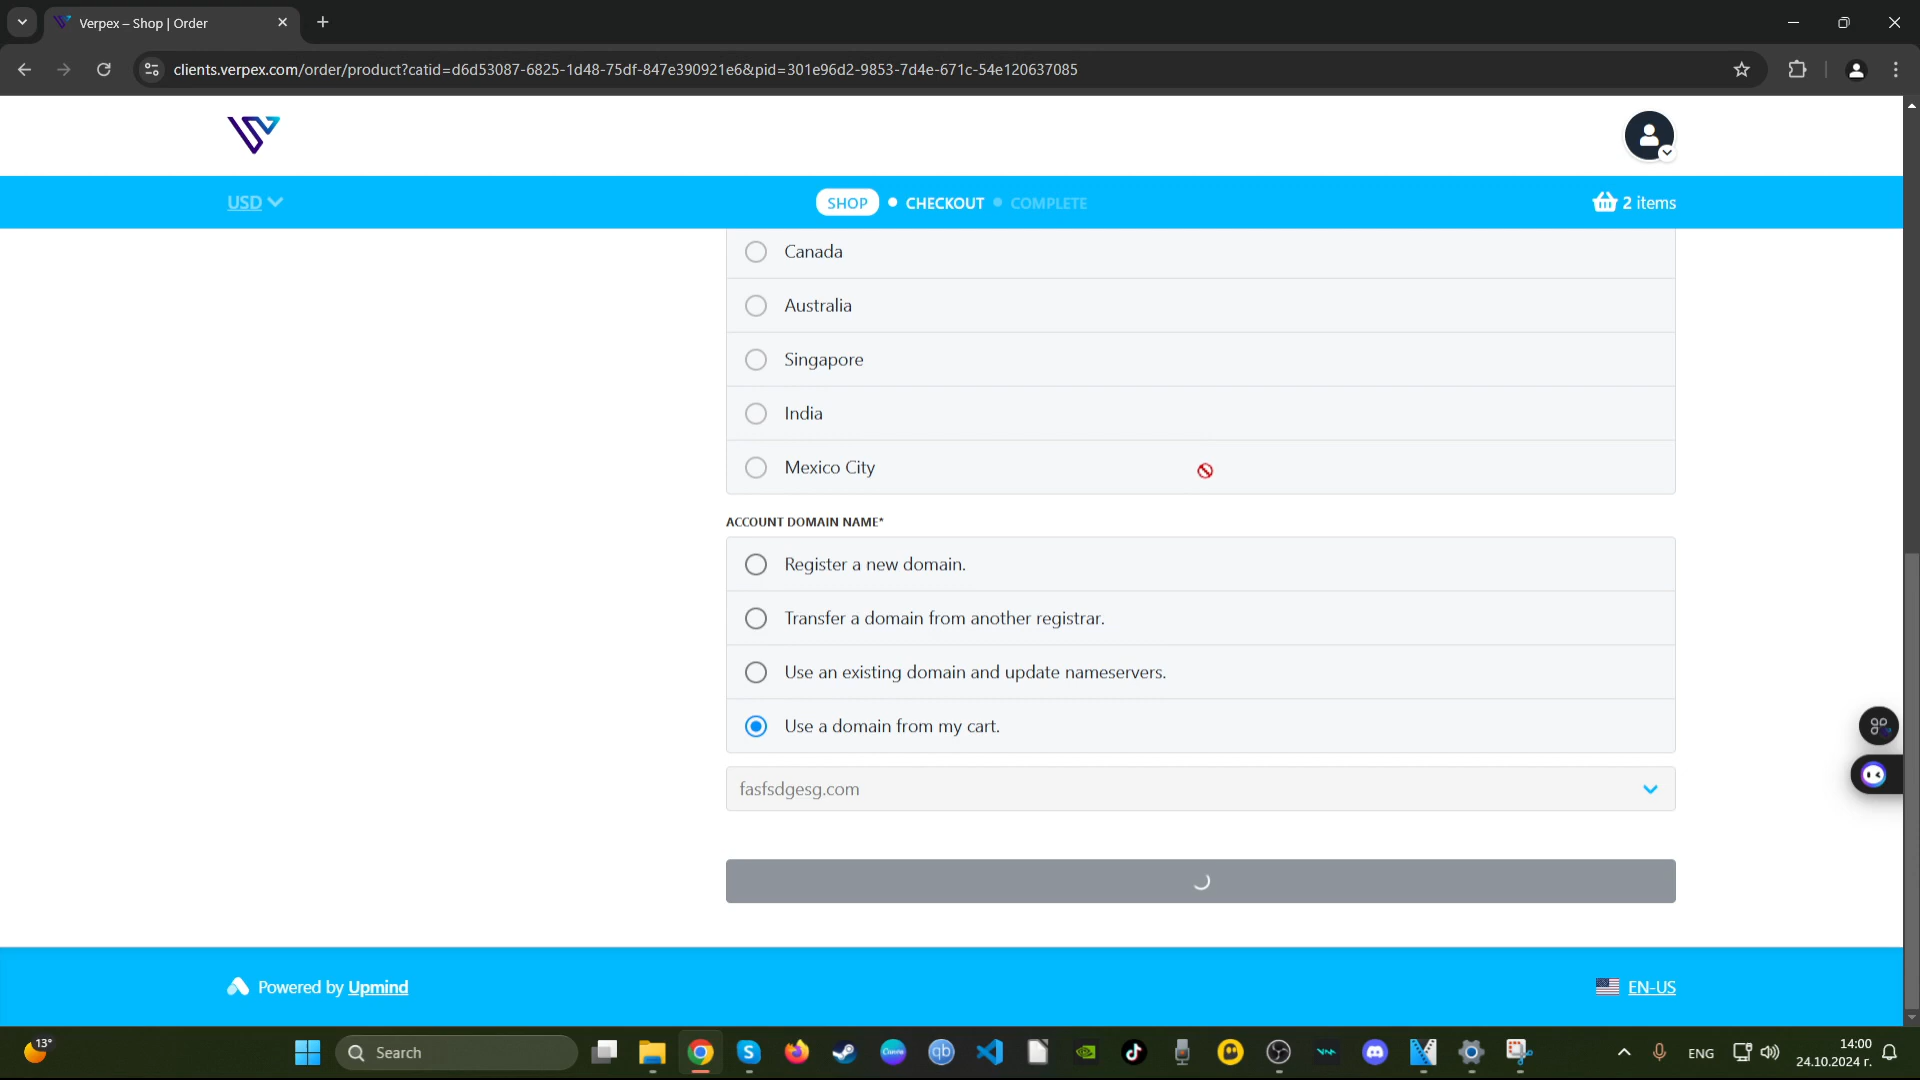 Verpex – Shop | Order
clients.verpex.com/order/product?catid=d6d53087-6825-1d48-75df-847e390921e6&pid=301e96d2-9853-7d4e-671c-54e120637085
USD
SHOP
CHECKOUT
COMPLETE
2 items
Canada
Australia
Singapore
India
Mexico City
ACCOUNT DOMAIN NAME*
Register a new domain.
Transfer a domain from another registrar.
Use an existing domain and update nameservers.
Use a domain from my cart.
fasfsdgesg.com
Powered by Upmind
EN-US
13°
Search
Canva
qb
ENG
14:00
24.10.2024 г.